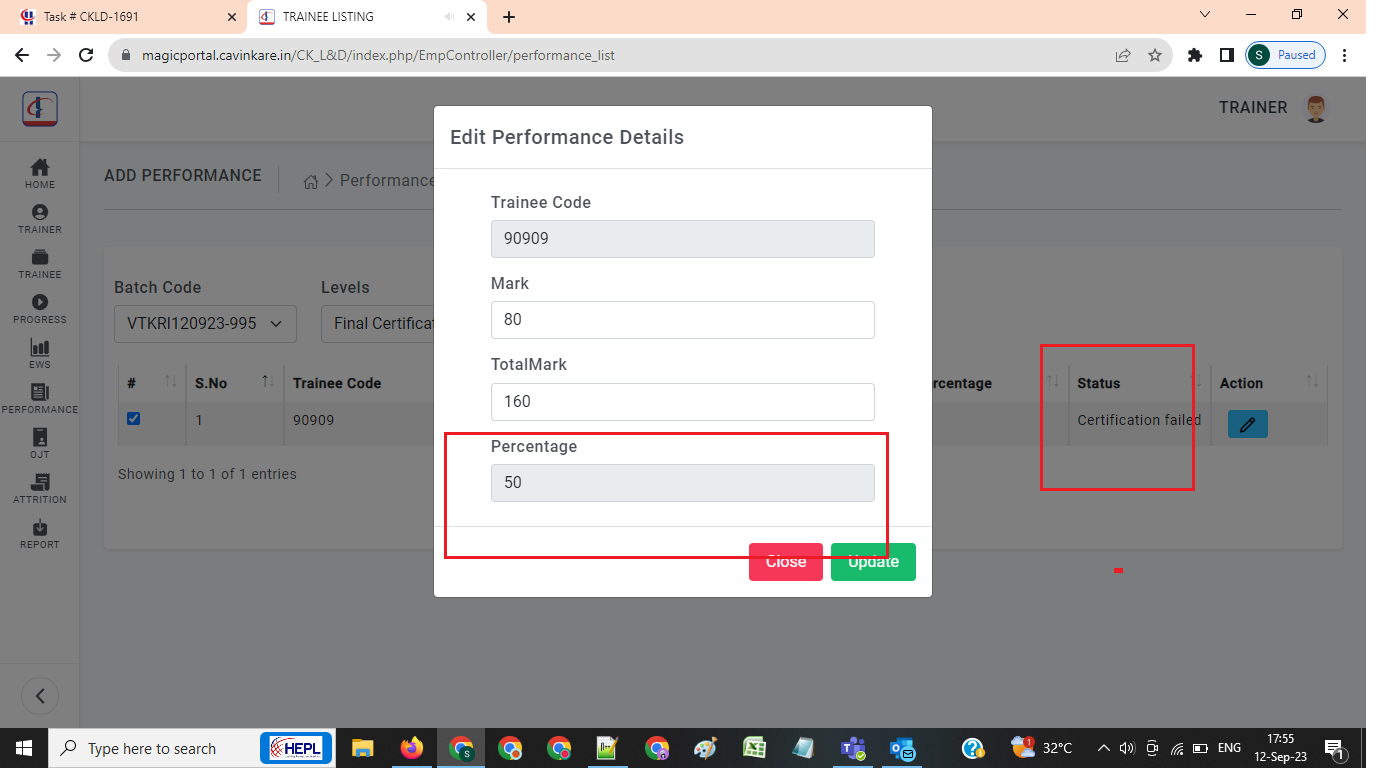 Task # CKLD-1691
TRAINEE LISTING
magicportal.cavinkare.in/CK_L&D/index.php/EmpController/performance_list
S
Paused
TRAINER
HOME
TRAINER
TRAINEE
PROGRESS
EWS
PERFORMANCE
OJT
ATTRITION
REPORT
ADD PERFORMANCE
Performance
Batch Code
Levels
VTKRI120923-995
Final Certifica
# S.No Trainee Code rcentage Status Action
1 90909 Certification failed
Showing 1 to 1 of 1 entries
Edit Performance Details
Trainee Code
90909
Mark
80
TotalMark
160
Percentage
50
Close Update
Type here to search
HEPL
S
1
32°C
ENG
17:55
12-Sep-23
1